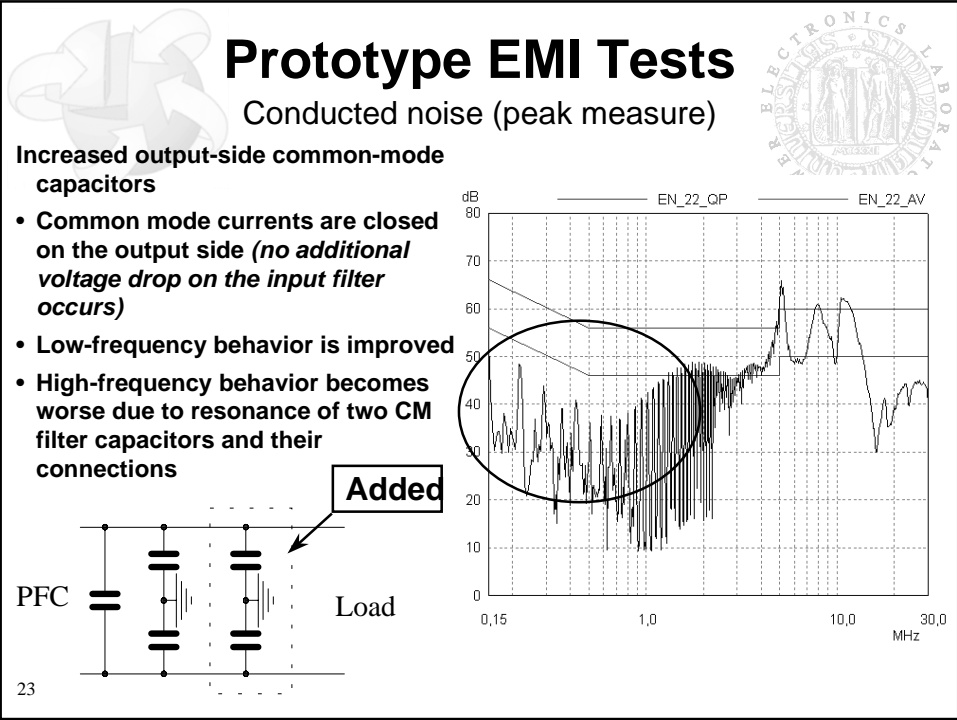 Prototype EMI Tests
Conducted noise (peak measure)
Increased output-side common-mode
capacitors
• Common mode currents are closed
on the output side (no additional
voltage drop on the input filter
occurs)
• Low-frequency behavior is improved
• High-frequency behavior becomes
worse due to resonance of two CM
filter capacitors and their
connections
Added
PFC
Load
23
dB
EN_22_QP
EN_22_AV
80
70
60
50
40
30
20
10
0
0,15
1,0
10,0
30,0
MHz
ELECTRONICS